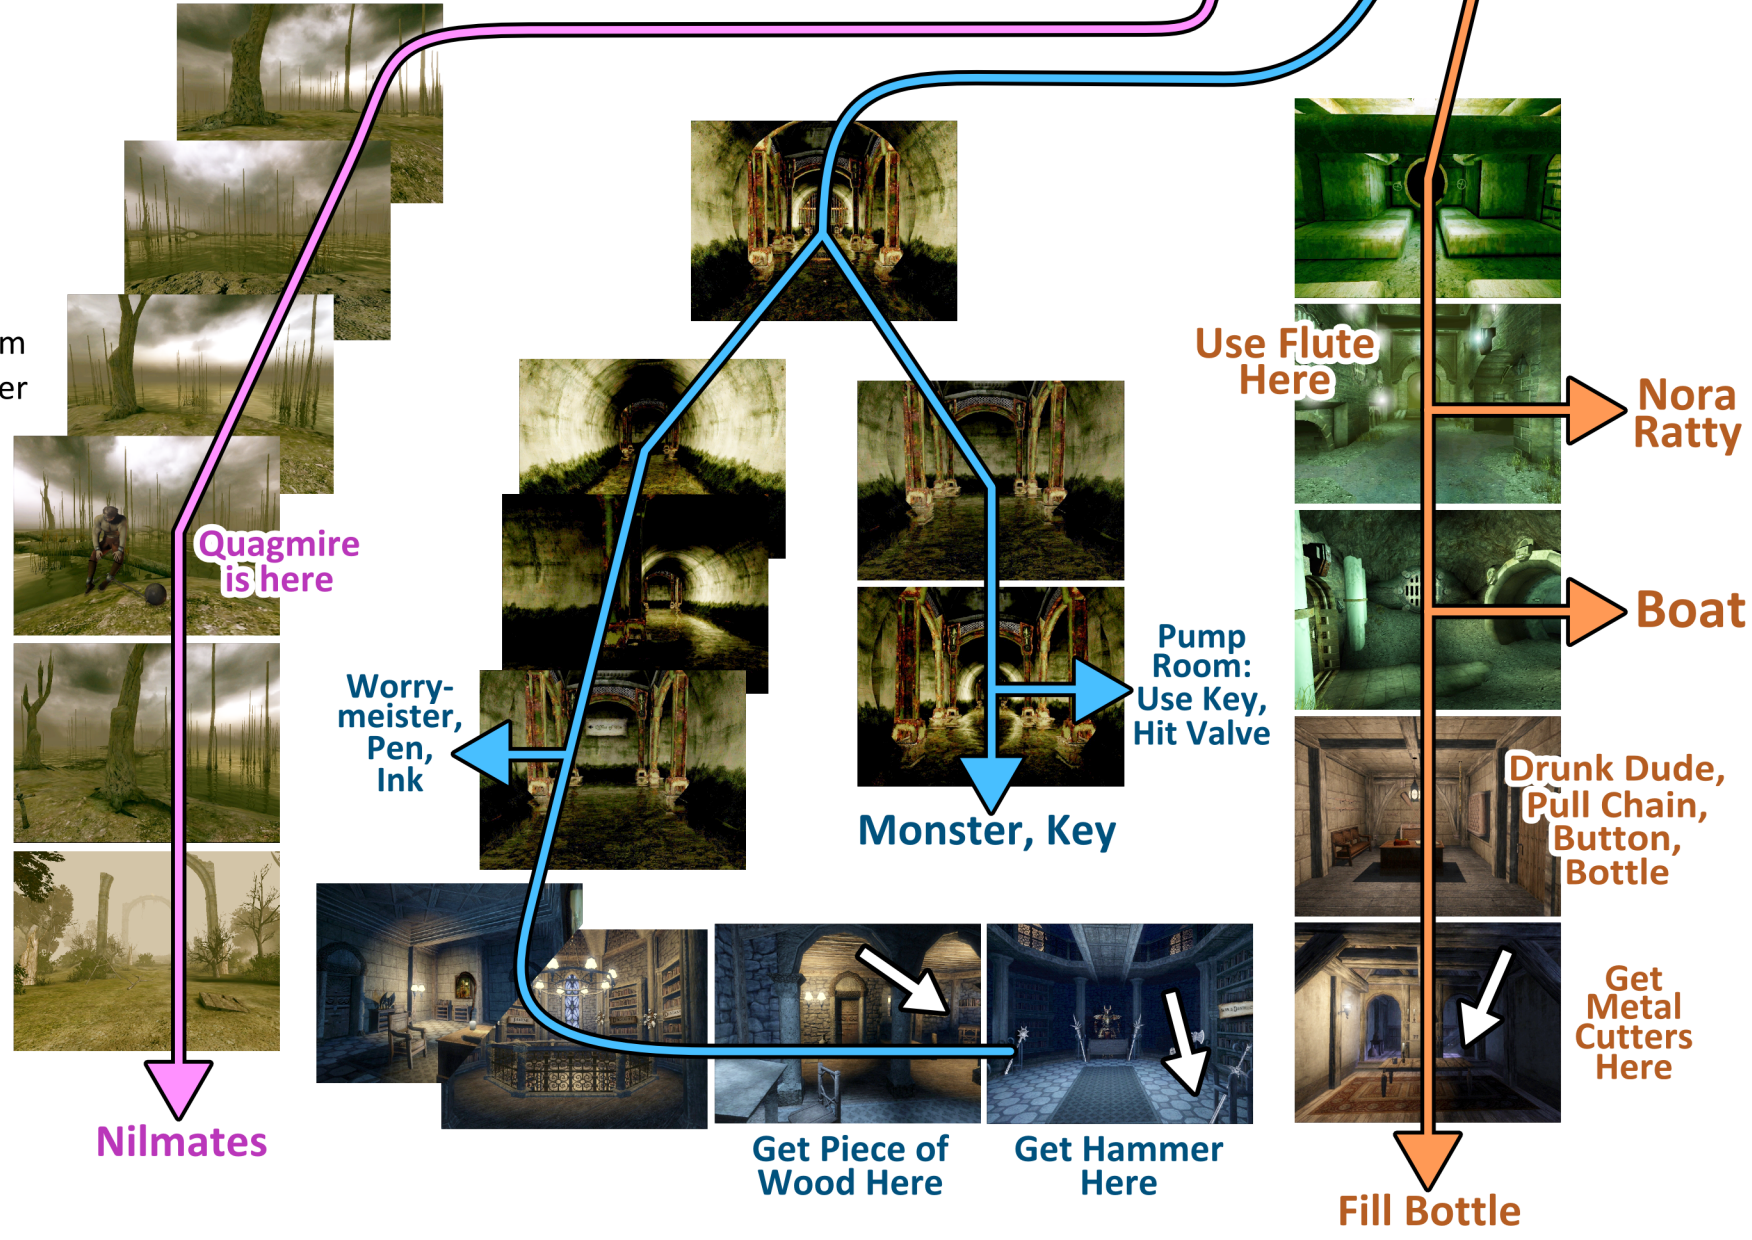 m
er
Use Flute
Here
Nora
Ratty
Quagmire
is here
Boat
Pump
Room:
Use Key,
Hit Valve
Worry-
meister,
Pen,
Ink
Drunk Dude,
Pull Chain,
Button,
Bottle
Monster, Key
Get
Metal
Cutters
Here
Nilmates
Get Piece of
Wood Here
Get Hammer
Here
Fill Bottle